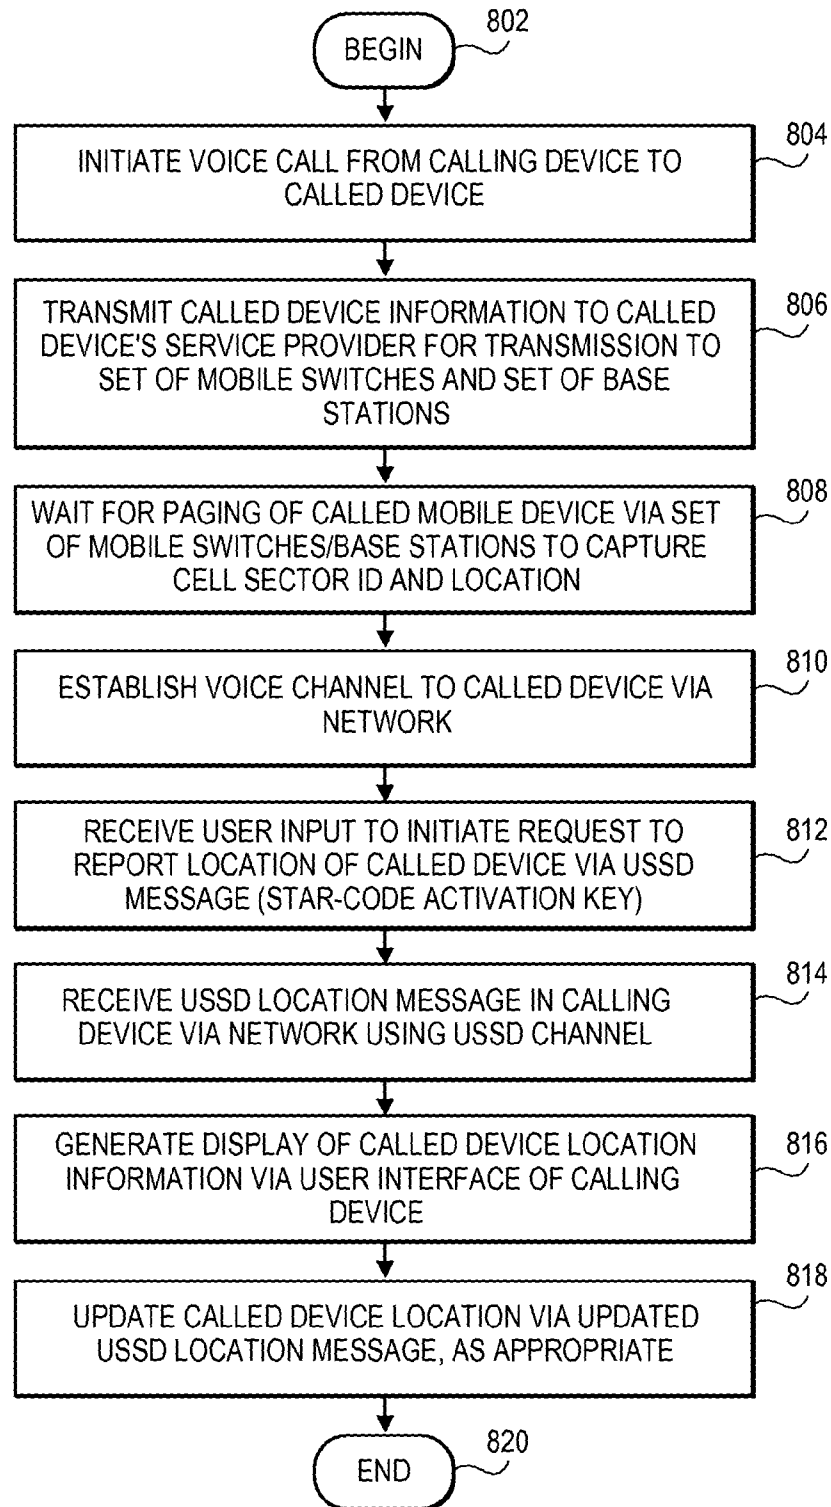 BEGIN
802
INITIATE VOICE CALL FROM CALLING DEVICE TO
CALLED DEVICE
804
TRANSMIT CALLED DEVICE INFORMATION TO CALLED
DEVICE'S SERVICE PROVIDER FOR TRANSMISSION TO
SET OF MOBILE SWITCHES AND SET OF BASE
STATIONS
806
WAIT FOR PAGING OF CALLED MOBILE DEVICE VIA SET
OF MOBILE SWITCHES/BASE STATIONS TO CAPTURE
CELL SECTOR ID AND LOCATION
808
ESTABLISH VOICE CHANNEL TO CALLED DEVICE VIA
NETWORK
810
RECEIVE USER INPUT TO INITIATE REQUEST TO
REPORT LOCATION OF CALLED DEVICE VIA USSD
MESSAGE (STAR-CODE ACTIVATION KEY)
812
RECEIVE USSD LOCATION MESSAGE IN CALLING
DEVICE VIA NETWORK USING USSD CHANNEL
814
GENERATE DISPLAY OF CALLED DEVICE LOCATION
INFORMATION VIA USER INTERFACE OF CALLING
DEVICE
816
UPDATE CALLED DEVICE LOCATION VIA UPDATED
USSD LOCATION MESSAGE, AS APPROPRIATE
818
END
820